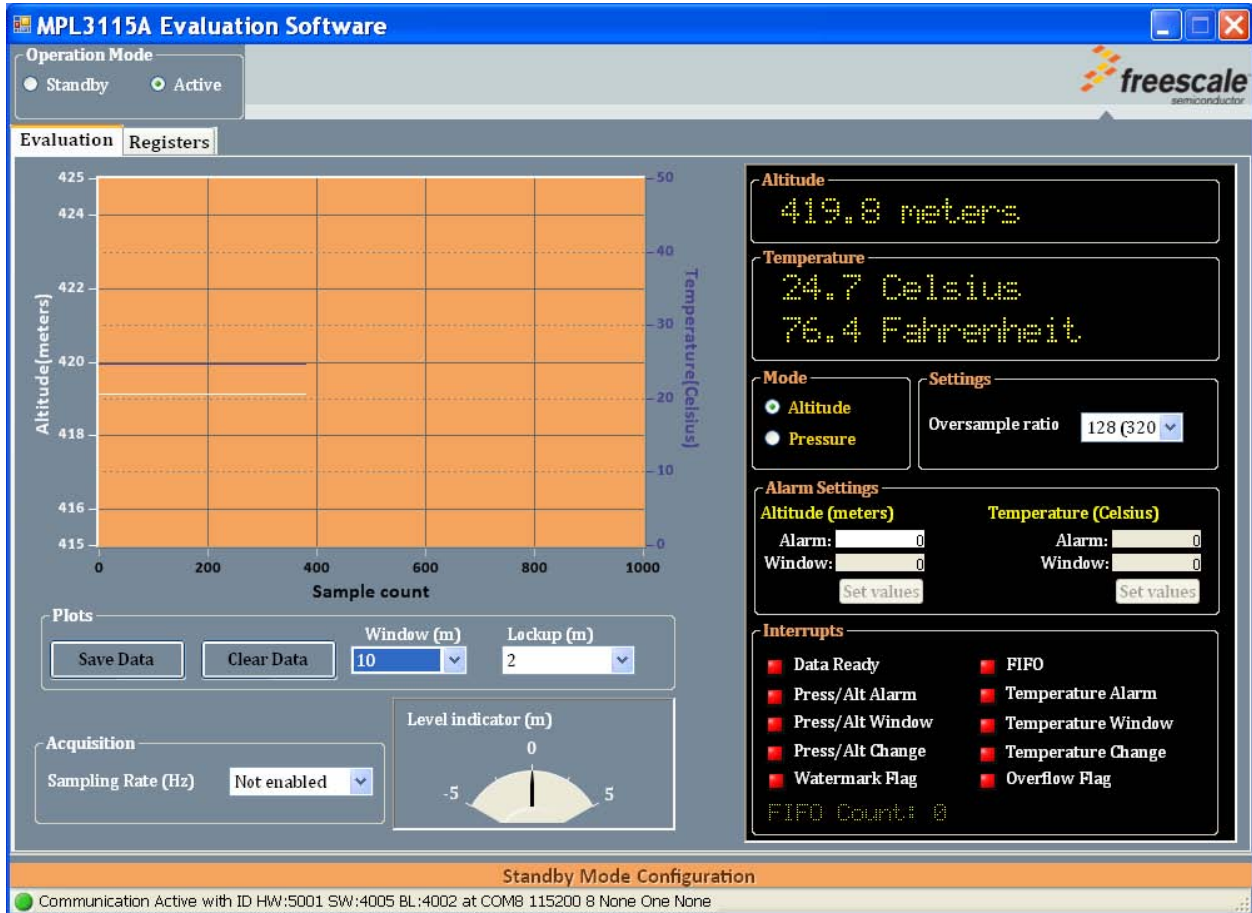 MPL3115A Evaluation Software
Operation Mode
Standby
Active
freescale
semiconductor
Evaluation
Registers
425
424
422
420
418
416
415
Altitude(meters)
50
40
30
20
10
0
Temperature(Celsius)
0
200
400
600
800
1000
Sample count
Plots
Save Data
Clear Data
Window (m)
10
Lockup (m)
2
Acquisition
Sampling Rate (Hz)
Not enabled
Level indicator (m)
0
-5
5
Altitude
419.8 meters
Temperature
24.7 Celsius
76.4 Fahrenheit
Mode
Altitude
Pressure
Settings
Oversample ratio
128 (320
Alarm Settings
Altitude (meters)
Alarm: 0
Window: 0
Set values
Temperature (Celsius)
Alarm: 0
Window: 0
Set values
Interrupts
Data Ready
Press/Alt Alarm
Press/Alt Window
Press/Alt Change
Watermark Flag
FIFO
Temperature Alarm
Temperature Window
Temperature Change
Overflow Flag
FIFO Count: 0
Standby Mode Configuration
Communication Active with ID HW:5001 SW:4005 BL:4002 at COM8 115200 8 None One None